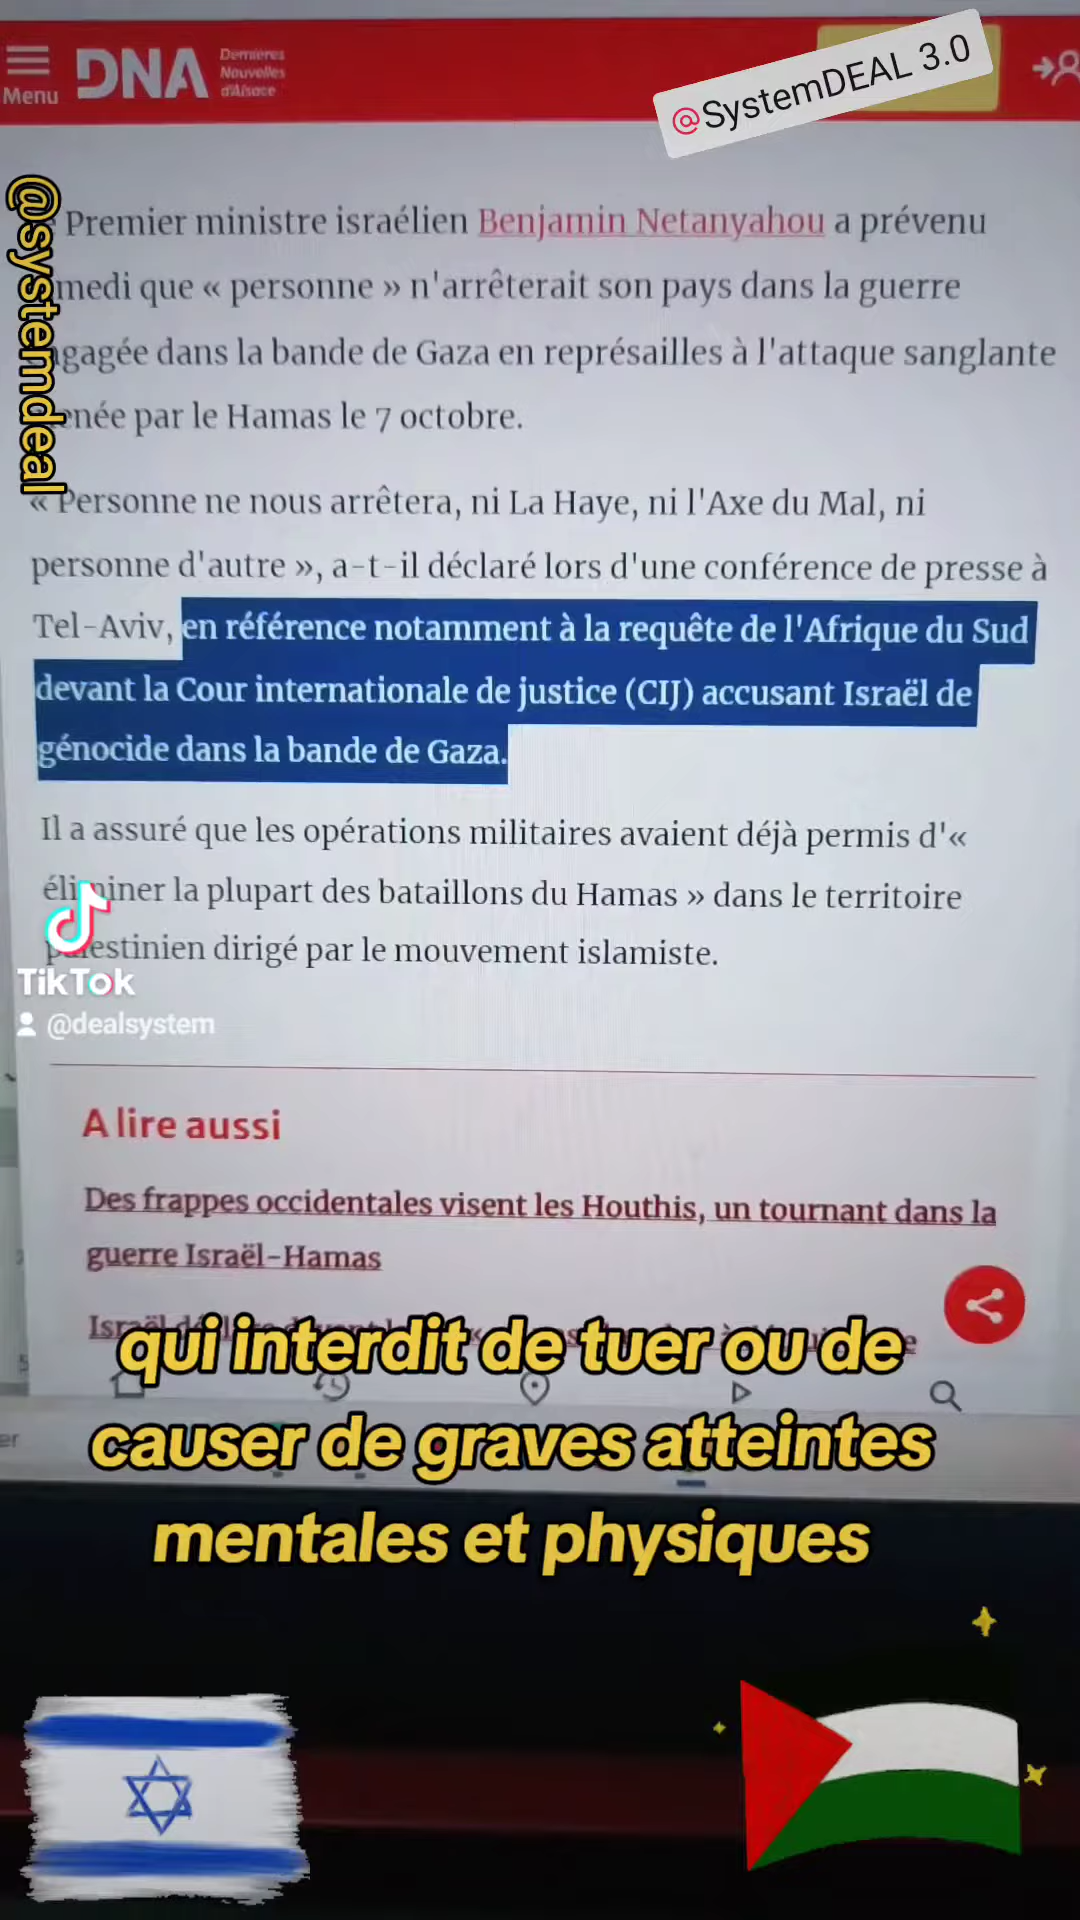 Menu
DNA
Dernières
Nouvelles
d'Alsace
@SystemDEAL 3.0
@systemdeal
Premier ministre israélien Benjamin Netanyahou a prévenu
medi que « personne » n'arrêterait son pays dans la guerre
gagée dans la bande de Gaza en représailles à l'attaque sanglante
enée par le Hamas le 7 octobre.
« Personne ne nous arrêtera, ni La Haye, ni l'Axe du Mal, ni
personne d'autre », a-t-il déclaré lors d'une conférence de presse à
Tel-Aviv, en référence notamment à la requête de l'Afrique du Sud
devant la Cour internationale de justice (CIJ) accusant Israël de
génocide dans la bande de Gaza.
Il a assuré que les opérations militaires avaient déjà permis d'«
éliminer la plupart des bataillons du Hamas » dans le territoire
palestinien dirigé par le mouvement islamiste.
TikTok
@dealsystem
A lire aussi
Des frappes occidentales visent les Houthis, un tournant dans la
guerre Israël-Hamas
Israël
qui interdit de tuer ou de
causer de graves atteintes
mentales et physiques